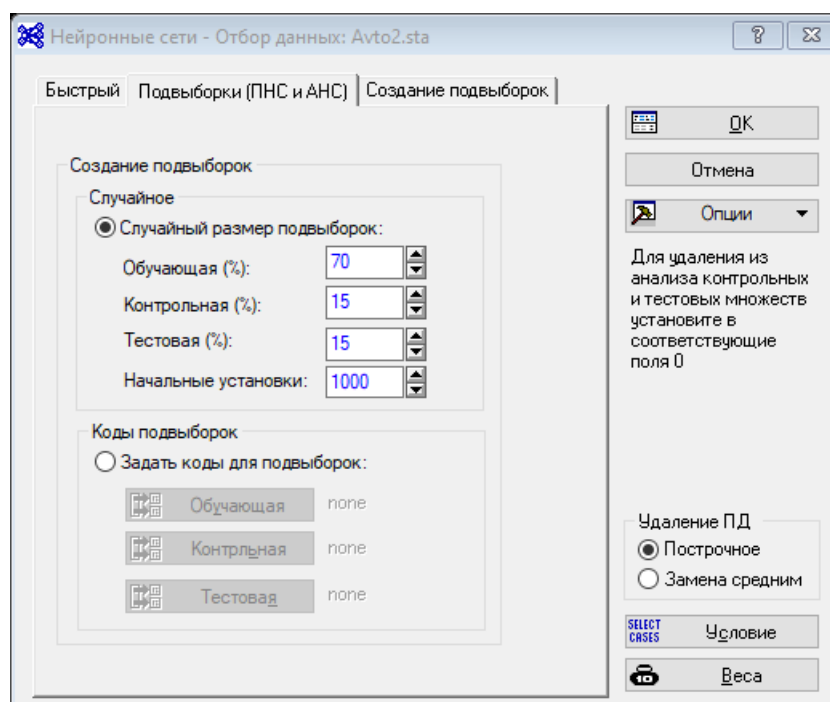 Нейронные сети - Отбор данных: Avto2.sta
Быстрый
Подвыборки (ПНС и АНС)
Создание подвыборок
Создание подвыборок
Случайное
Случайный размер подвыборок:
Обучающая (%): 70
Контрольная (%): 15
Тестовая (%): 15
Начальные установки: 1000
Коды подвыборок
Задать коды для подвыборок:
Обучающая none
Контрльная none
Тестовая none
OK
Отмена
Опции
Для удаления из
анализа контрольных
и тестовых множеств
установите в
соответствующие
поля 0
Удаление ПД
Построчное
Замена средним
SELECT
CASES
Условие
10
Веса